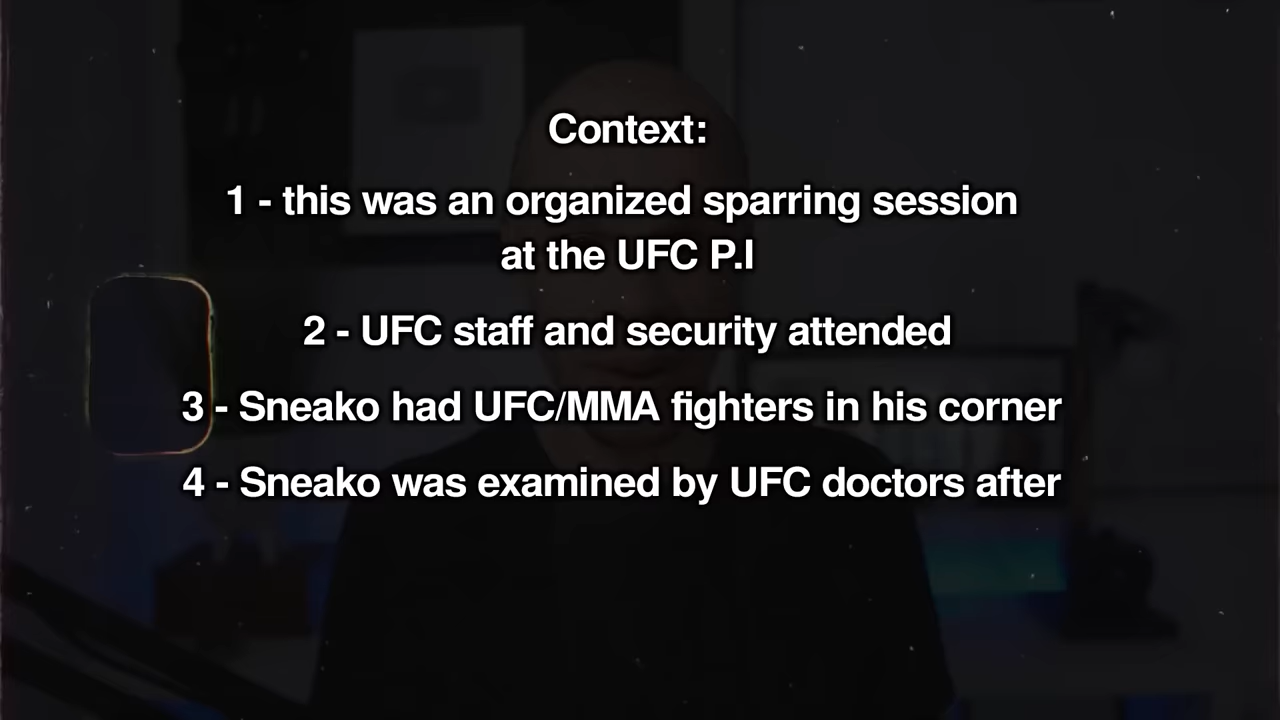 Context:
1 - this was an organized sparring session
at the UFC P.I
2 - UFC staff and security attended
3 - Sneako had UFC/MMA fighters in his corner
4 - Sneako was examined by UFC doctors after